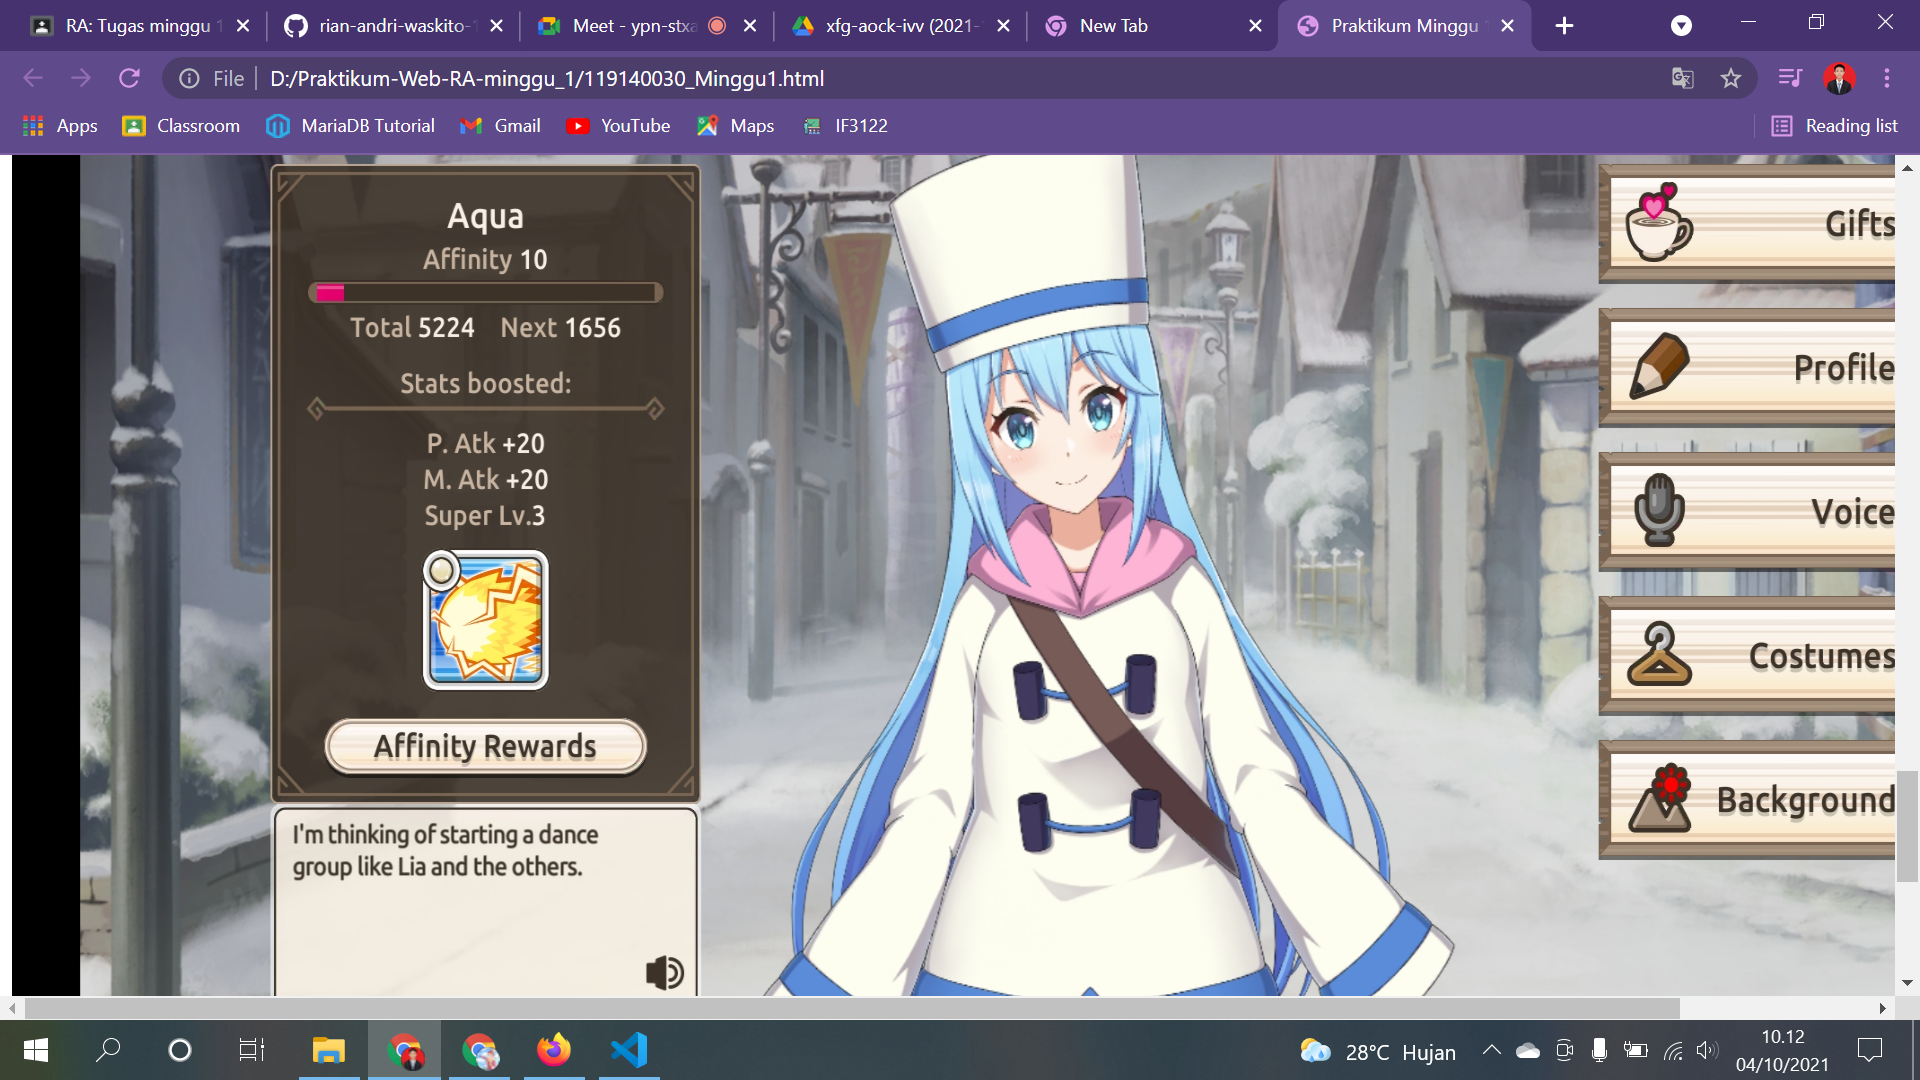 RA: Tugas minggu
rian-andri-waskito-
Meet - ypn-stxa
xfg-aock-ivv (2021-
New Tab
Praktikum Minggu
File
D:/Praktikum-Web-RA-minggu_1/119140030_Minggu1.html
Apps
Classroom
MariaDB Tutorial
Gmail
YouTube
Maps
IF3122
Reading list
Aqua
Affinity 10
Total 5224 Next 1656
Stats boosted:
P. Atk +20
M. Atk +20
Super Lv.3
Affinity Rewards
I'm thinking of starting a dance
group like Lia and the others.
Gifts
Profile
Voice
Costumes
Background
28°C Hujan
10.12
04/10/2021